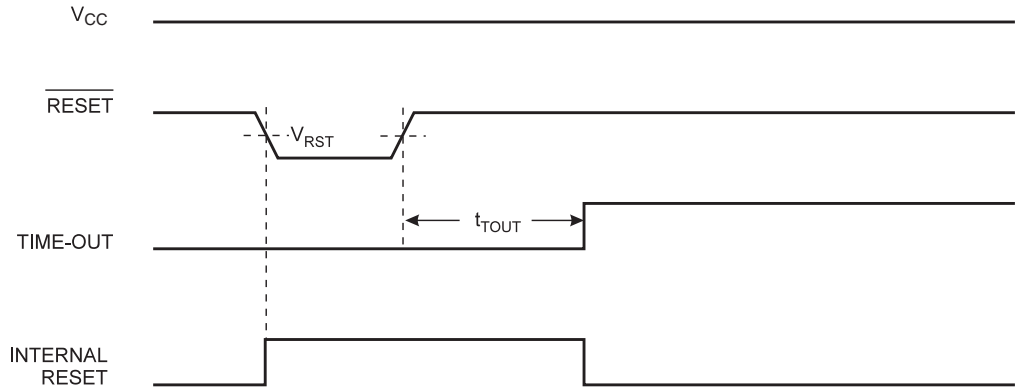 VCC
RESET
VRST
tTOUT
TIME-OUT
INTERNAL
RESET